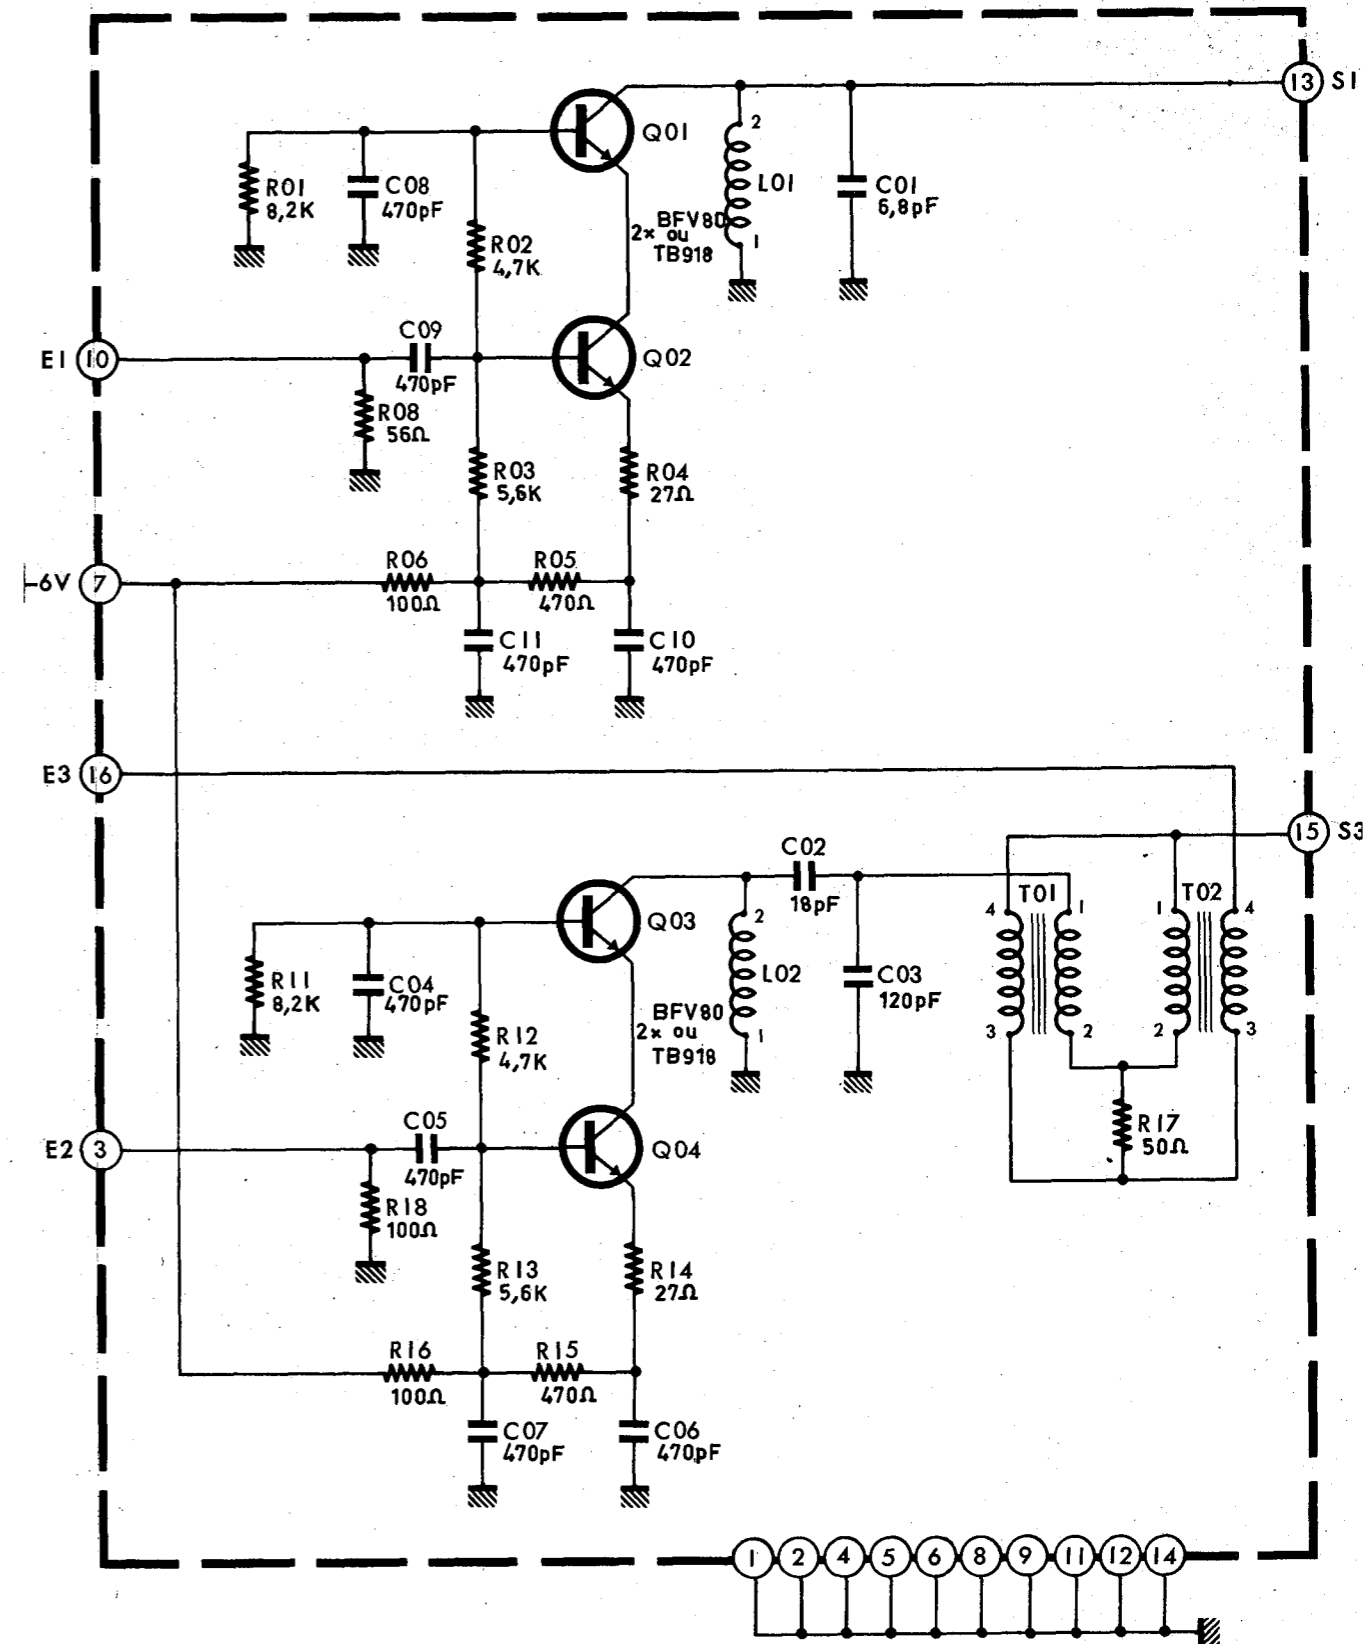 13 S1
Q01
2
R01
8,2K
C08
470pF
L01
C01
6,8pF
BFV80
2x ou
TB918
1
R02
4,7K
C09
470pF
E1 10
Q02
R08
56Ω
R03
5,6K
R04
27Ω
-6V 7
R06
100Ω
R05
470Ω
C11
470pF
C10
470pF
E3 16
15 S3
C02
18pF
T01
T02
4
1
1
4
Q03
2
R11
8,2K
C04
470pF
L02
C03
120pF
BFV80
2x ou
TB918
1
3
2
2
3
R12
4,7K
C05
470pF
E2 3
Q04
R17
50Ω
R18
100Ω
R13
5,6K
R14
27Ω
R16
100Ω
R15
470Ω
C07
470pF
C06
470pF
1 2 4 5 6 8 9 11 12 14